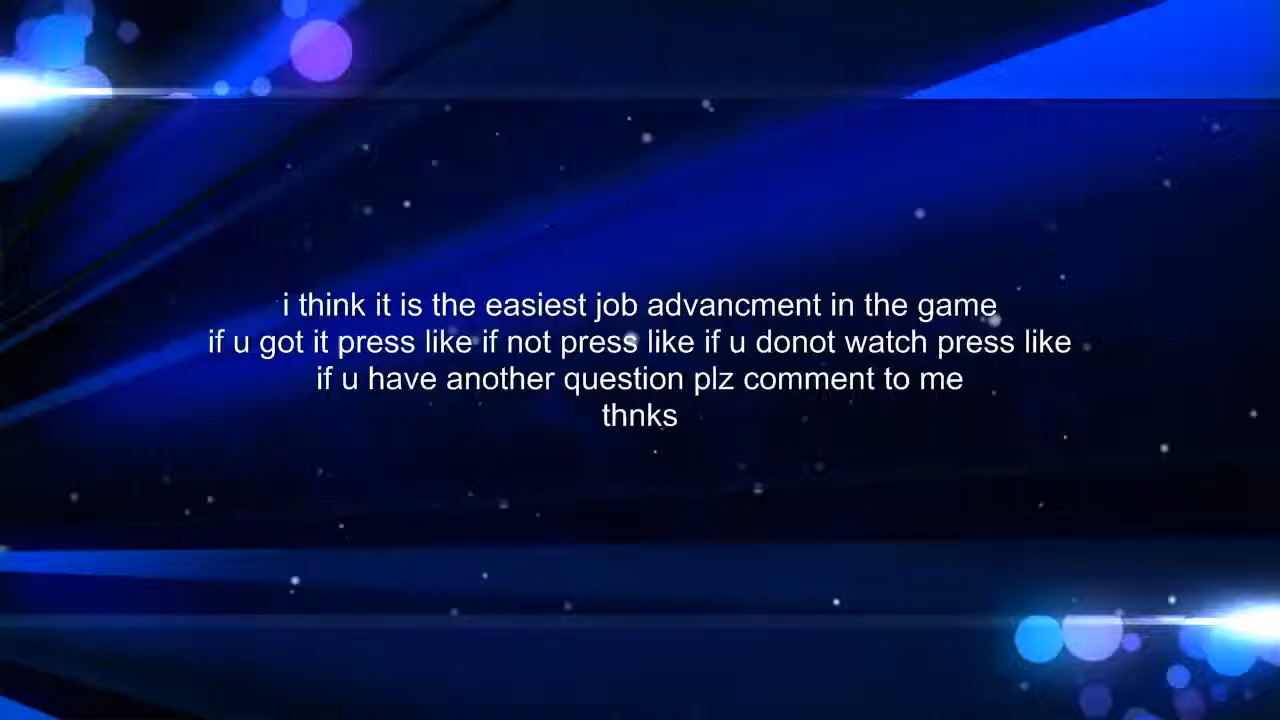 i think it is the easiest job advancment in the game
if u got it press like if not press like if u donot watch press like
if u have another question plz comment to me
thnks